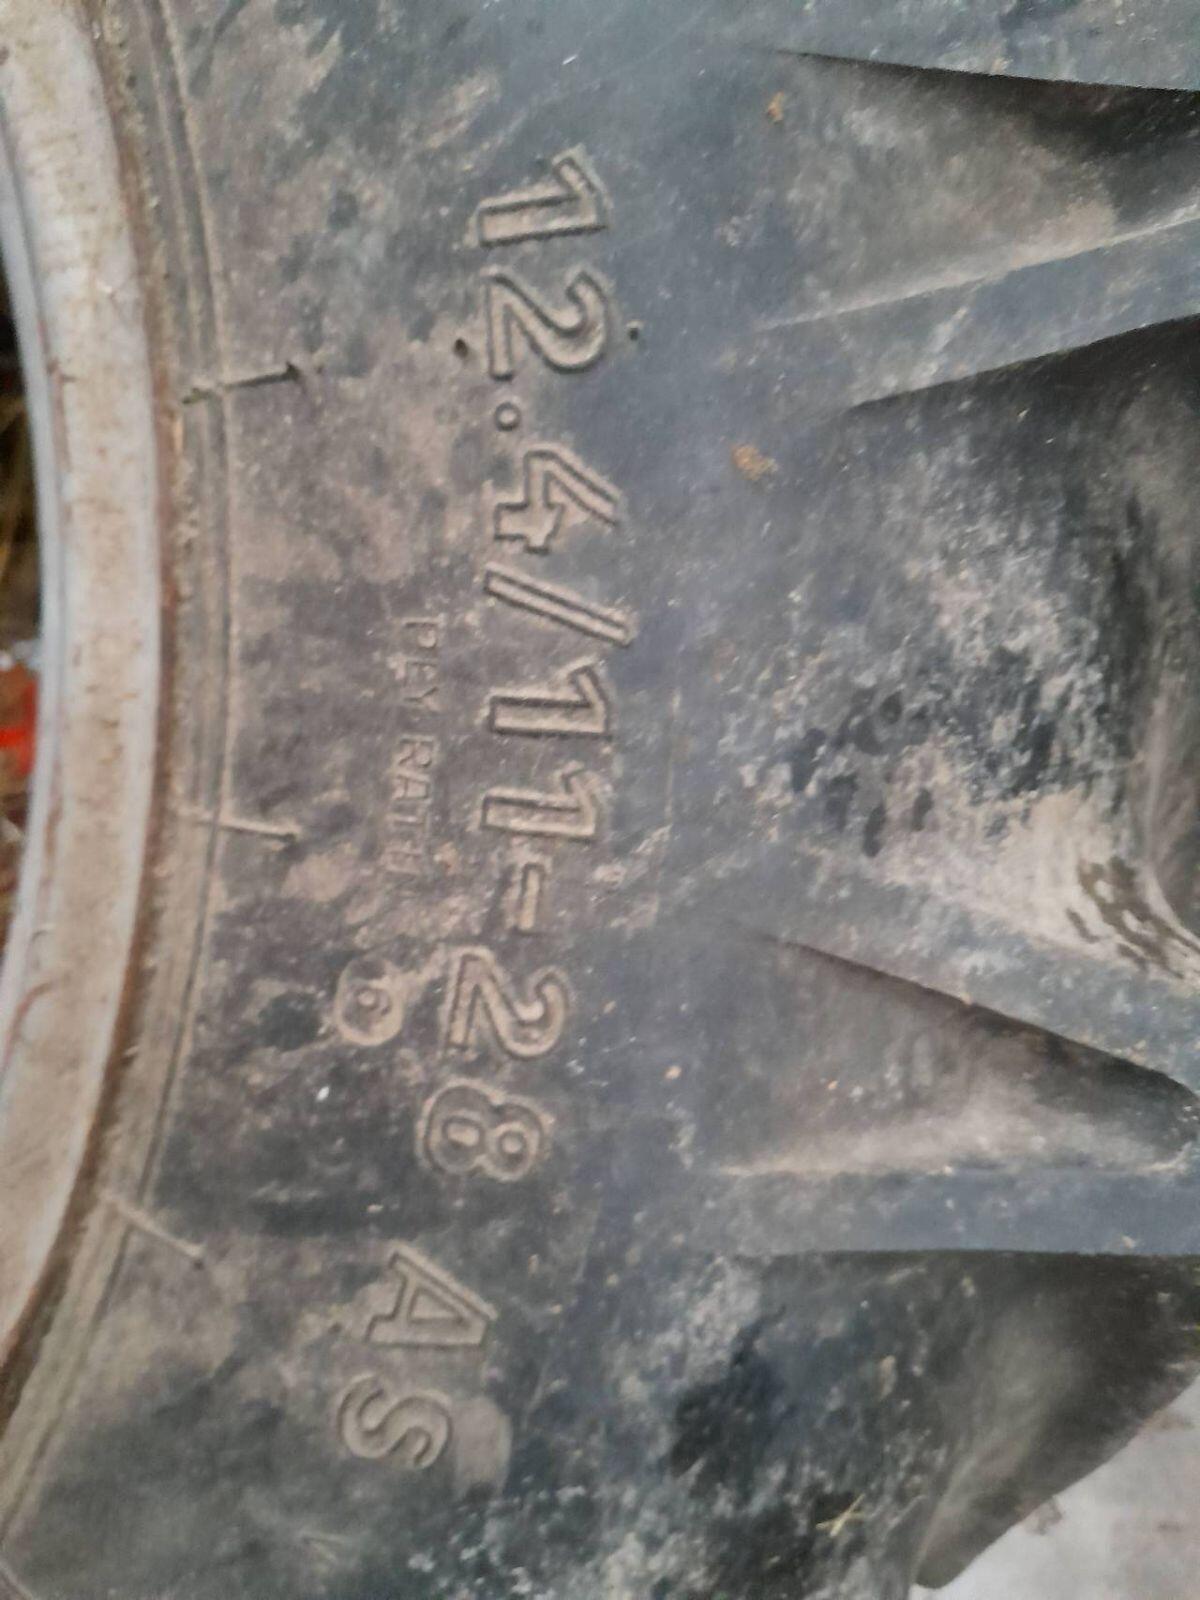 12.4/11-28 AS
PLY RATING 6